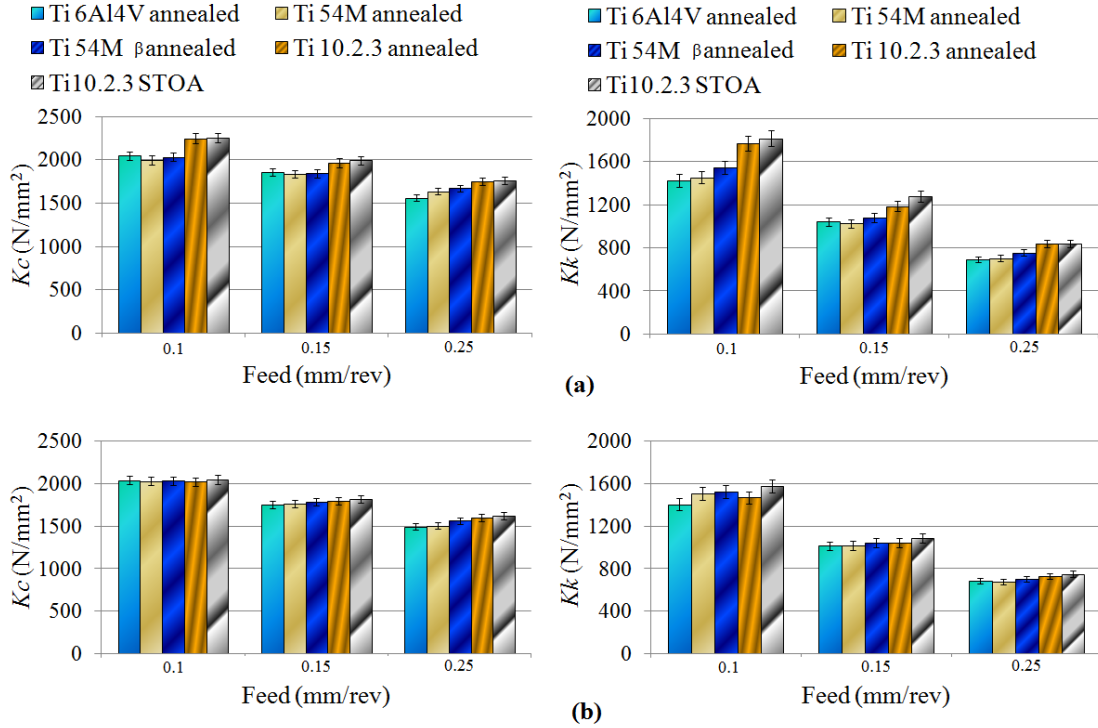 Ti 6Al4V annealed Ti 54M annealed
Ti 54M βannealed Ti 10.2.3 annealed
Ti10.2.3 STOA
2500
2000
1500
1000
500
0
Kc (N/mm²)
0.1 0.15 0.25
Feed (mm/rev)
Ti 6Al4V annealed Ti 54M annealed
Ti 54M βannealed Ti 10.2.3 annealed
Ti10.2.3 STOA
2000
1600
1200
800
400
0
Kk (N/mm²)
0.1 0.15 0.25
Feed (mm/rev)
(a)
2500
2000
1500
1000
500
0
Kc (N/mm²)
0.1 0.15 0.25
Feed (mm/rev)
2000
1600
1200
800
400
0
Kk (N/mm²)
0.1 0.15 0.25
Feed (mm/rev)
(b)